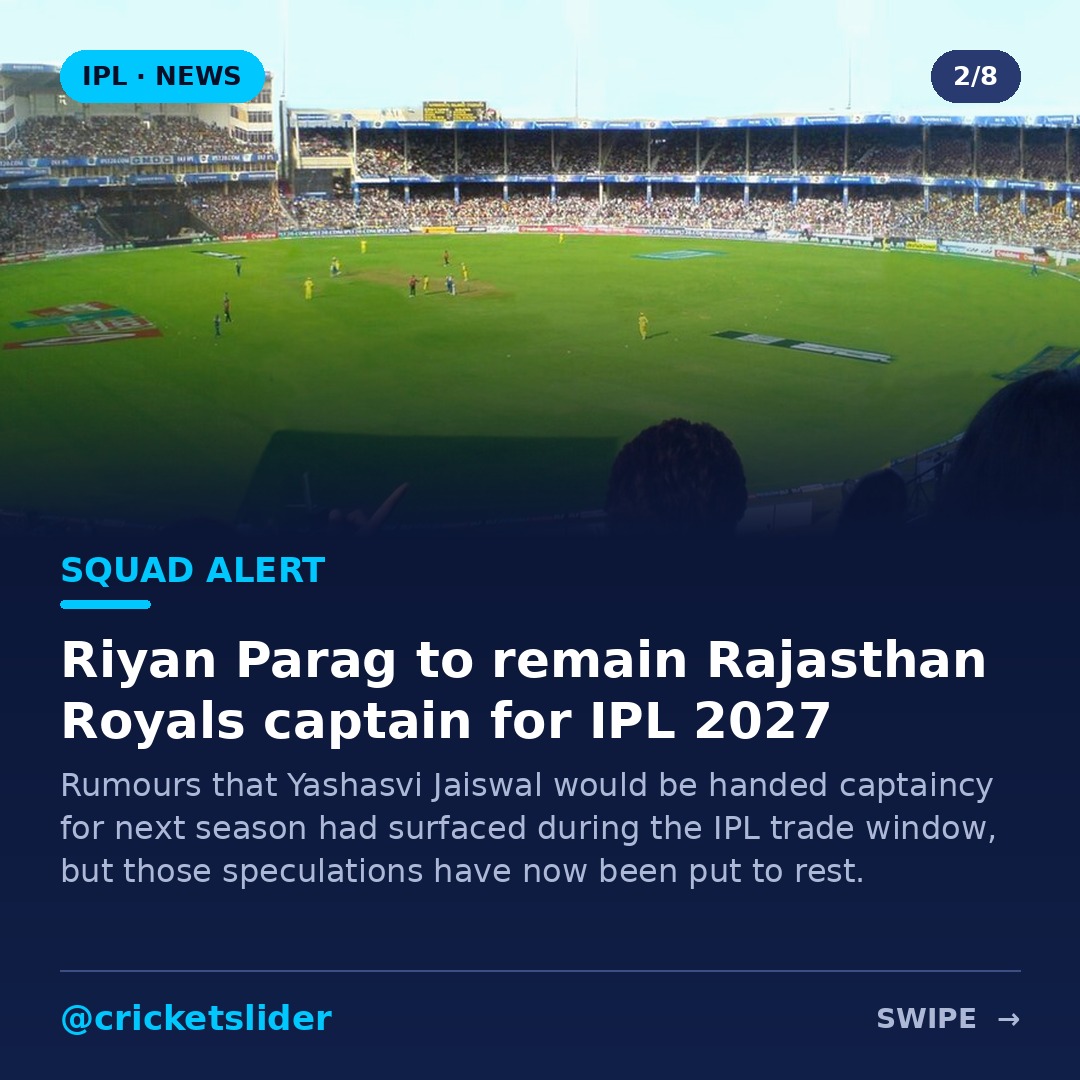 IPL · NEWS
2/8
SQUAD ALERT
Riyan Parag to remain Rajasthan
Royals captain for IPL 2027
Rumours that Yashasvi Jaiswal would be handed captaincy
for next season had surfaced during the IPL trade window,
but those speculations have now been put to rest.
@cricketslider
SWIPE →